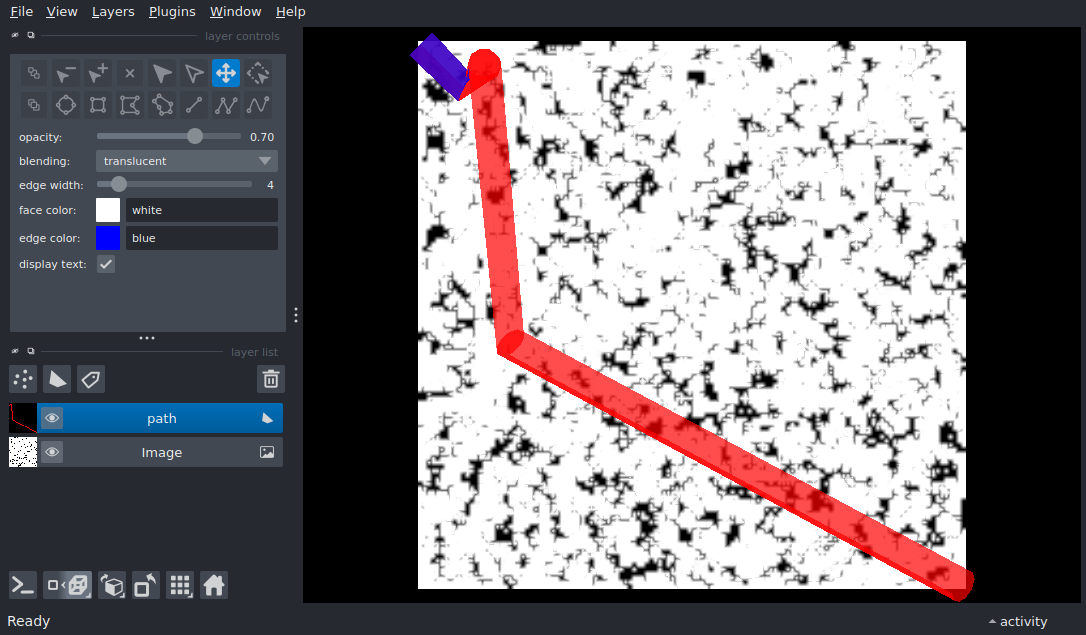 File View Layers Plugins Window Help
layer controls
opacity: 0.70
blending: translucent
edge width: 4
face color: white
edge color: blue
display text:
layer list
path
Image
Ready activity